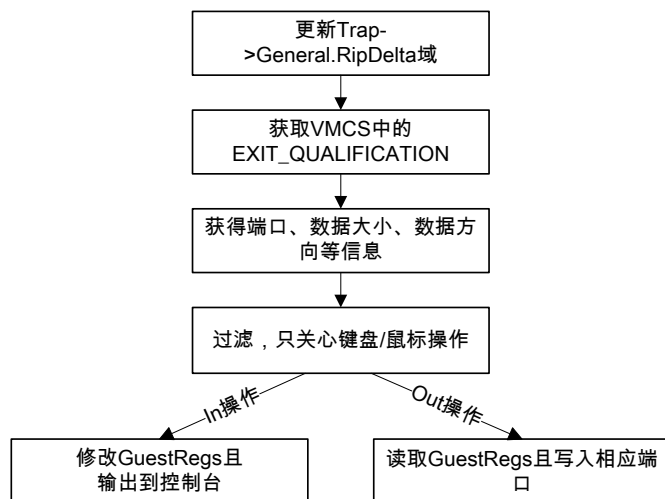 更新Trap-
>General.RipDelta域
获取VMCS中的
EXIT_QUALIFICATION
获得端口、数据大小、数据方
向等信息
过滤，只关心键盘/鼠标操作
In操作
Out操作
修改GuestRegs且
输出到控制台
读取GuestRegs且写入相应端
口